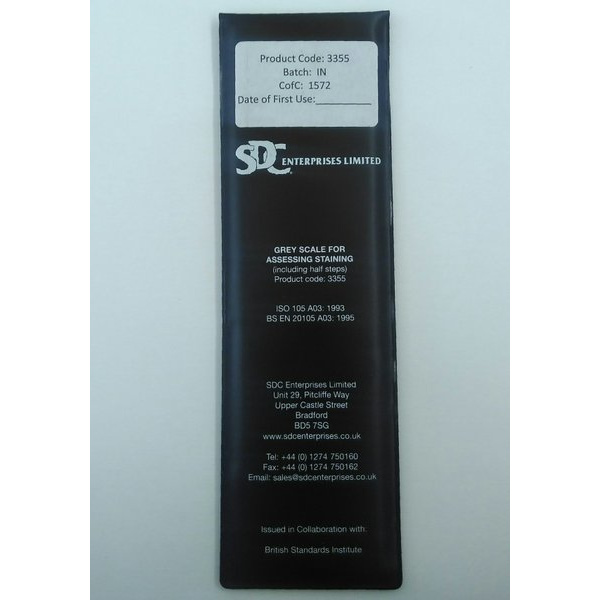 Product Code: 3355
Batch: IN
CofC: 1572
Date of First Use:__________
SDC ENTERPRISES LIMITED
GREY SCALE FOR
ASSESSING STAINING
(including half steps)
Product code: 3355
ISO 105 A03: 1993
BS EN 20105 A03: 1995
SDC Enterprises Limited
Unit 29, Pitcliffe Way
Upper Castle Street
Bradford
BD5 7SG
www.sdcenterprises.co.uk
Tel: +44 (0) 1274 750160
Fax: +44 (0) 1274 750162
Email: sales@sdcenterprises.co.uk
Issued in Collaboration with:
British Standards Institute